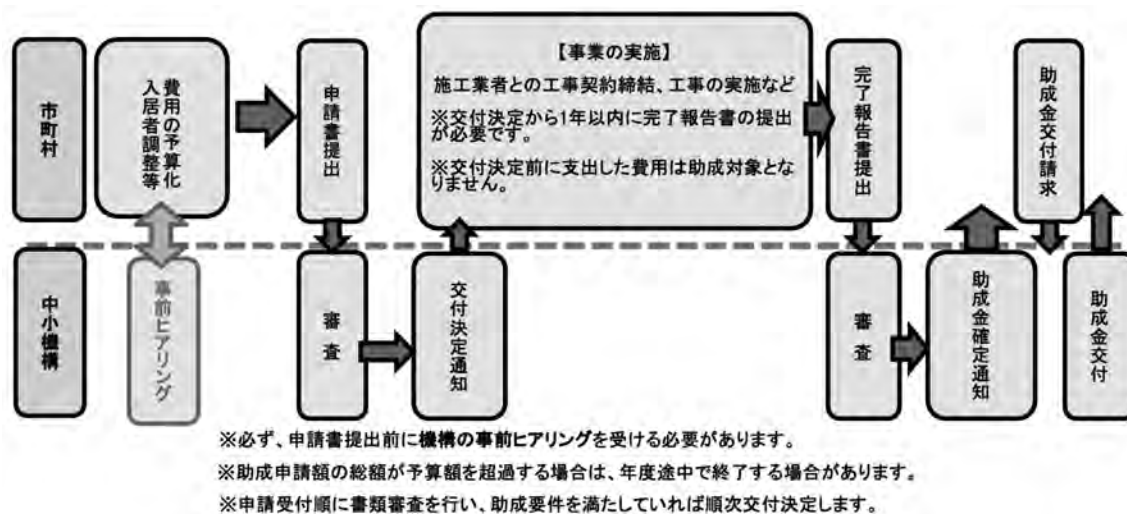 市町村
費用の予算化
入居者調整等
申請書提出
【事業の実施】
施工業者との工事契約締結、工事の実施など
※交付決定から1年以内に完了報告書の提出
が必要です。
※交付決定前に支出した費用は助成対象とな
りません。
完了報告書提出
助成金交付請求
中小機構
事前ヒアリング
審査
交付決定通知
審査
助成金確定通知
助成金交付
※必ず、申請書提出前に機構の事前ヒアリングを受ける必要があります。
※助成申請額の総額が予算額を超過する場合は、年度途中で終了する場合があります。
※申請受付順に書類審査を行い、助成要件を満たしていれば順次交付決定します。